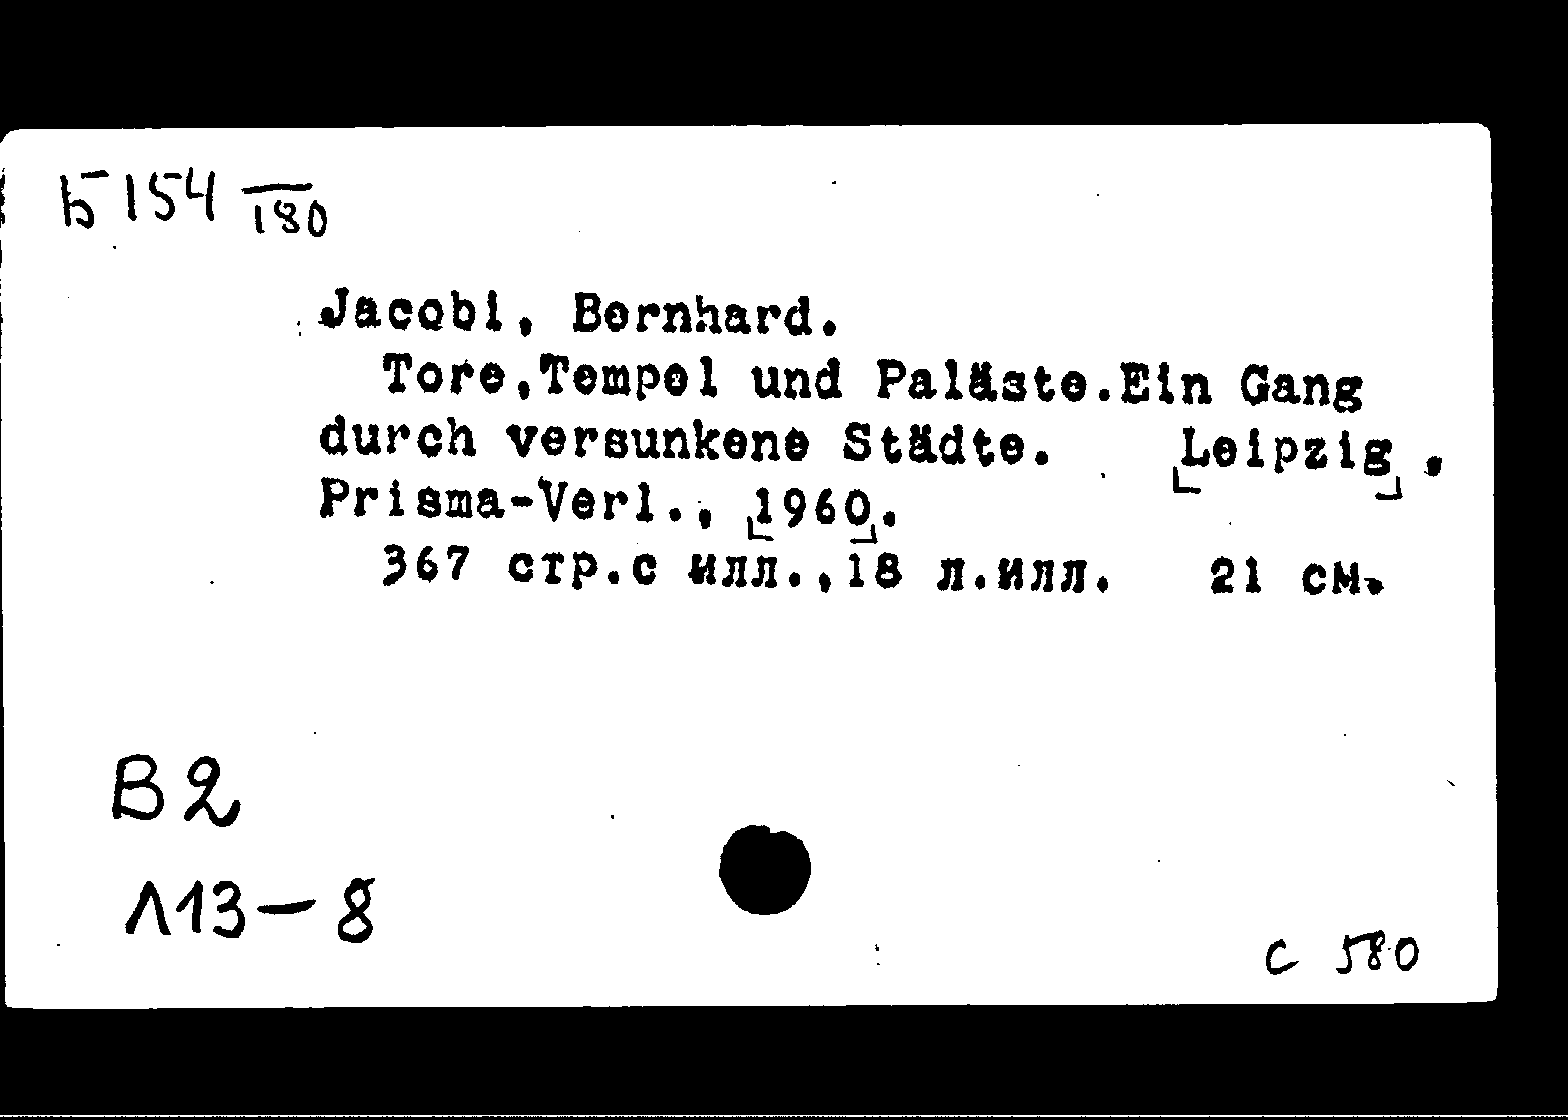 Б 154 /180
Jacobi, Bernhard.
Tore,Tempel und Paläste.Ein Gang
durch versunkene Städte. [Leipzig],
Prisma-Verl., [1960].
367 стр.с илл.,18 л.илл. 21 см.
В2
Л13-8
С 580